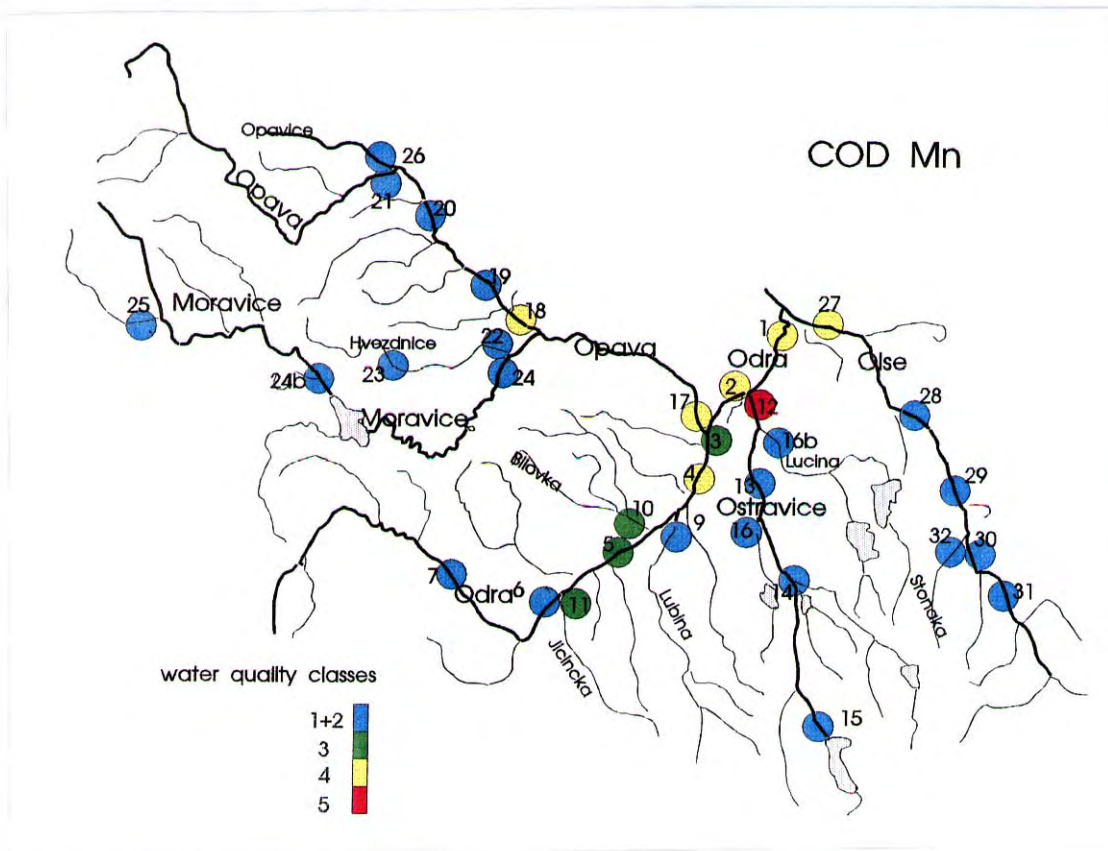 COD Mn
Opavice
26
Opava
21
20
19
18
25
Moravice
Hvezdnice
22
23
24b
24
Moravice
Opava
1
27
Odra
Olse
2
17
12
28
3
16b
Lucina
4
Bilovka
13
29
Ostravice
10
9
16
5
32
30
7
Odra
6
11
14
31
Lubina
Stonaka
Jicincka
15
water quality classes
1+2
3
4
5